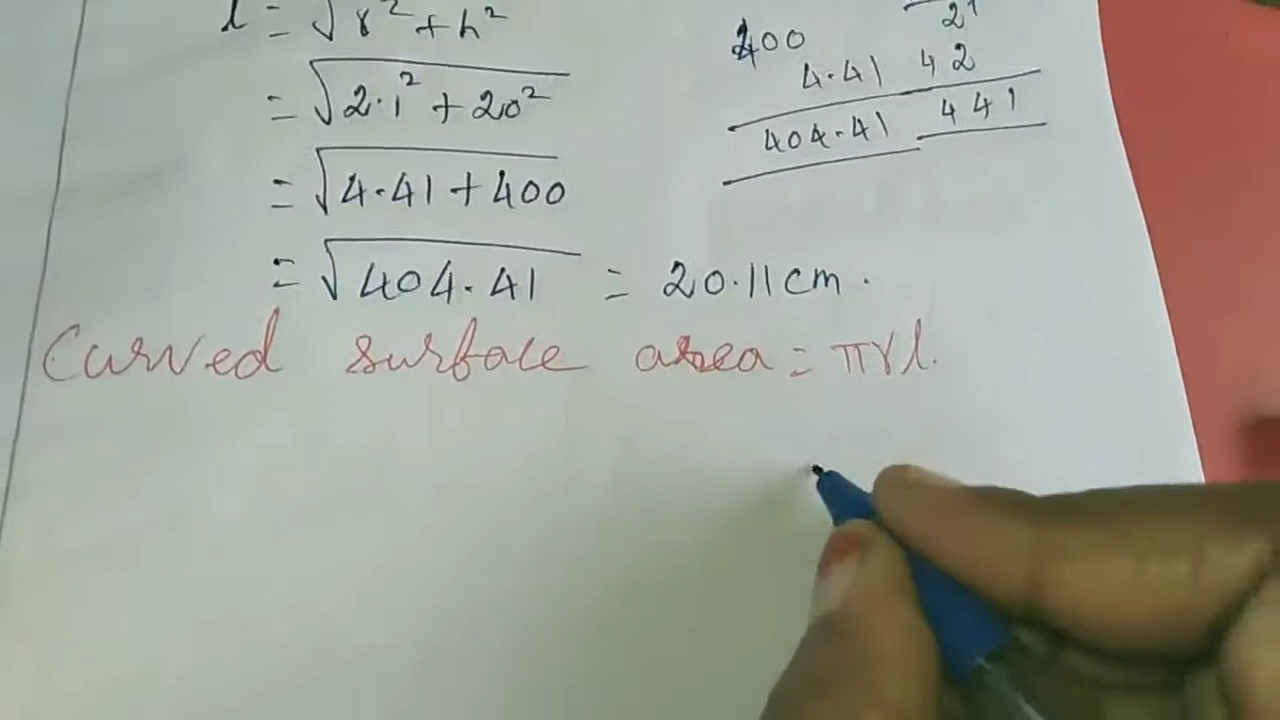 l = √r² + h²
= √2.1² + 20²
= √4.41 + 400
= √404.41 = 20.11 cm.
Curved surface area = πrl.
21
42
441
400
4.41
404.41